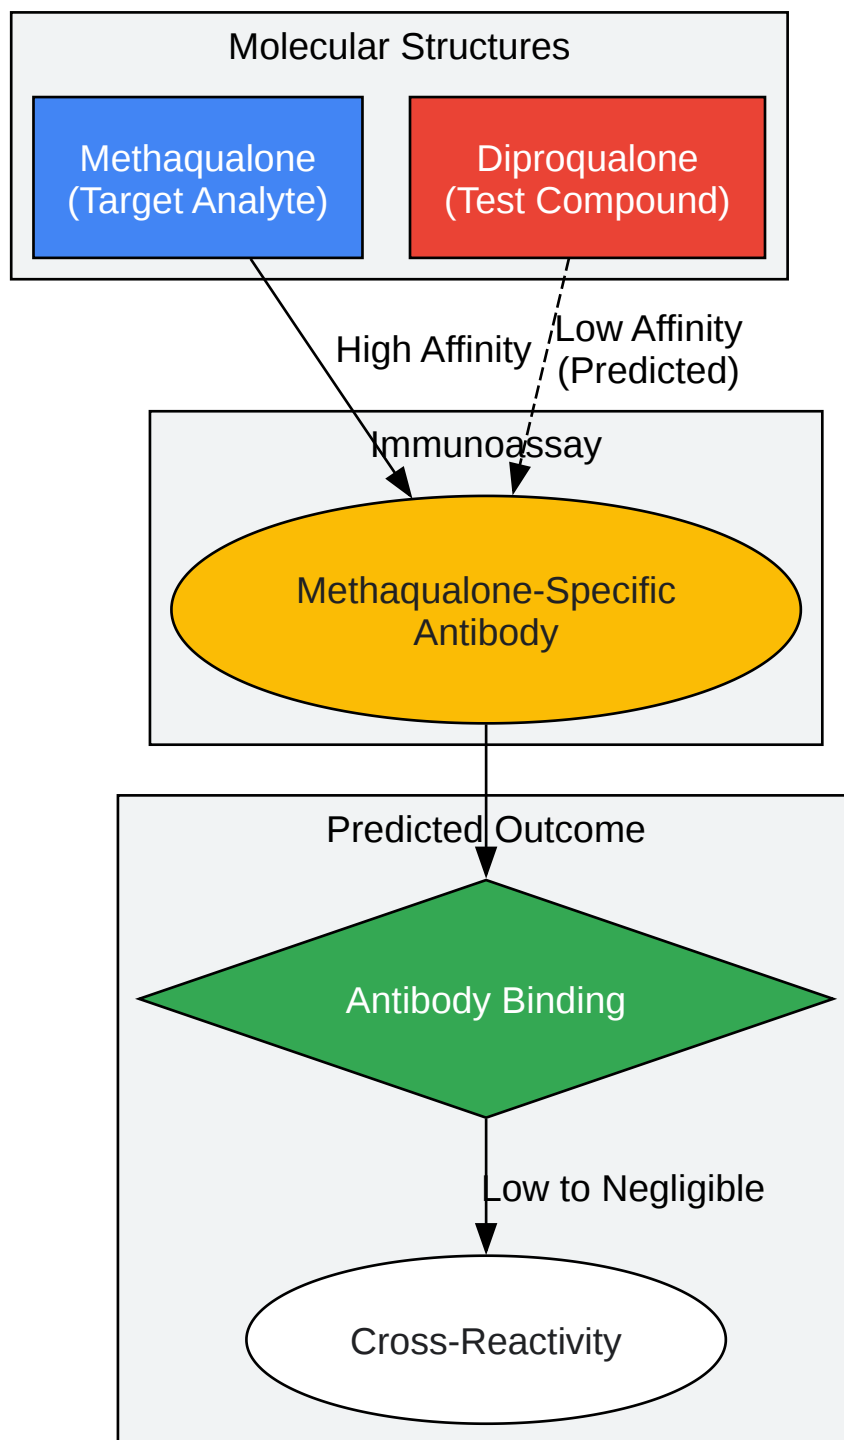 Molecular Structures
Methaqualone
(Target Analyte)
Diproqualone
(Test Compound)
High Affinity
Low Affinity
(Predicted)
Immunoassay
Methaqualone-Specific
Antibody
Predicted Outcome
Antibody Binding
Low to Negligible
Cross-Reactivity